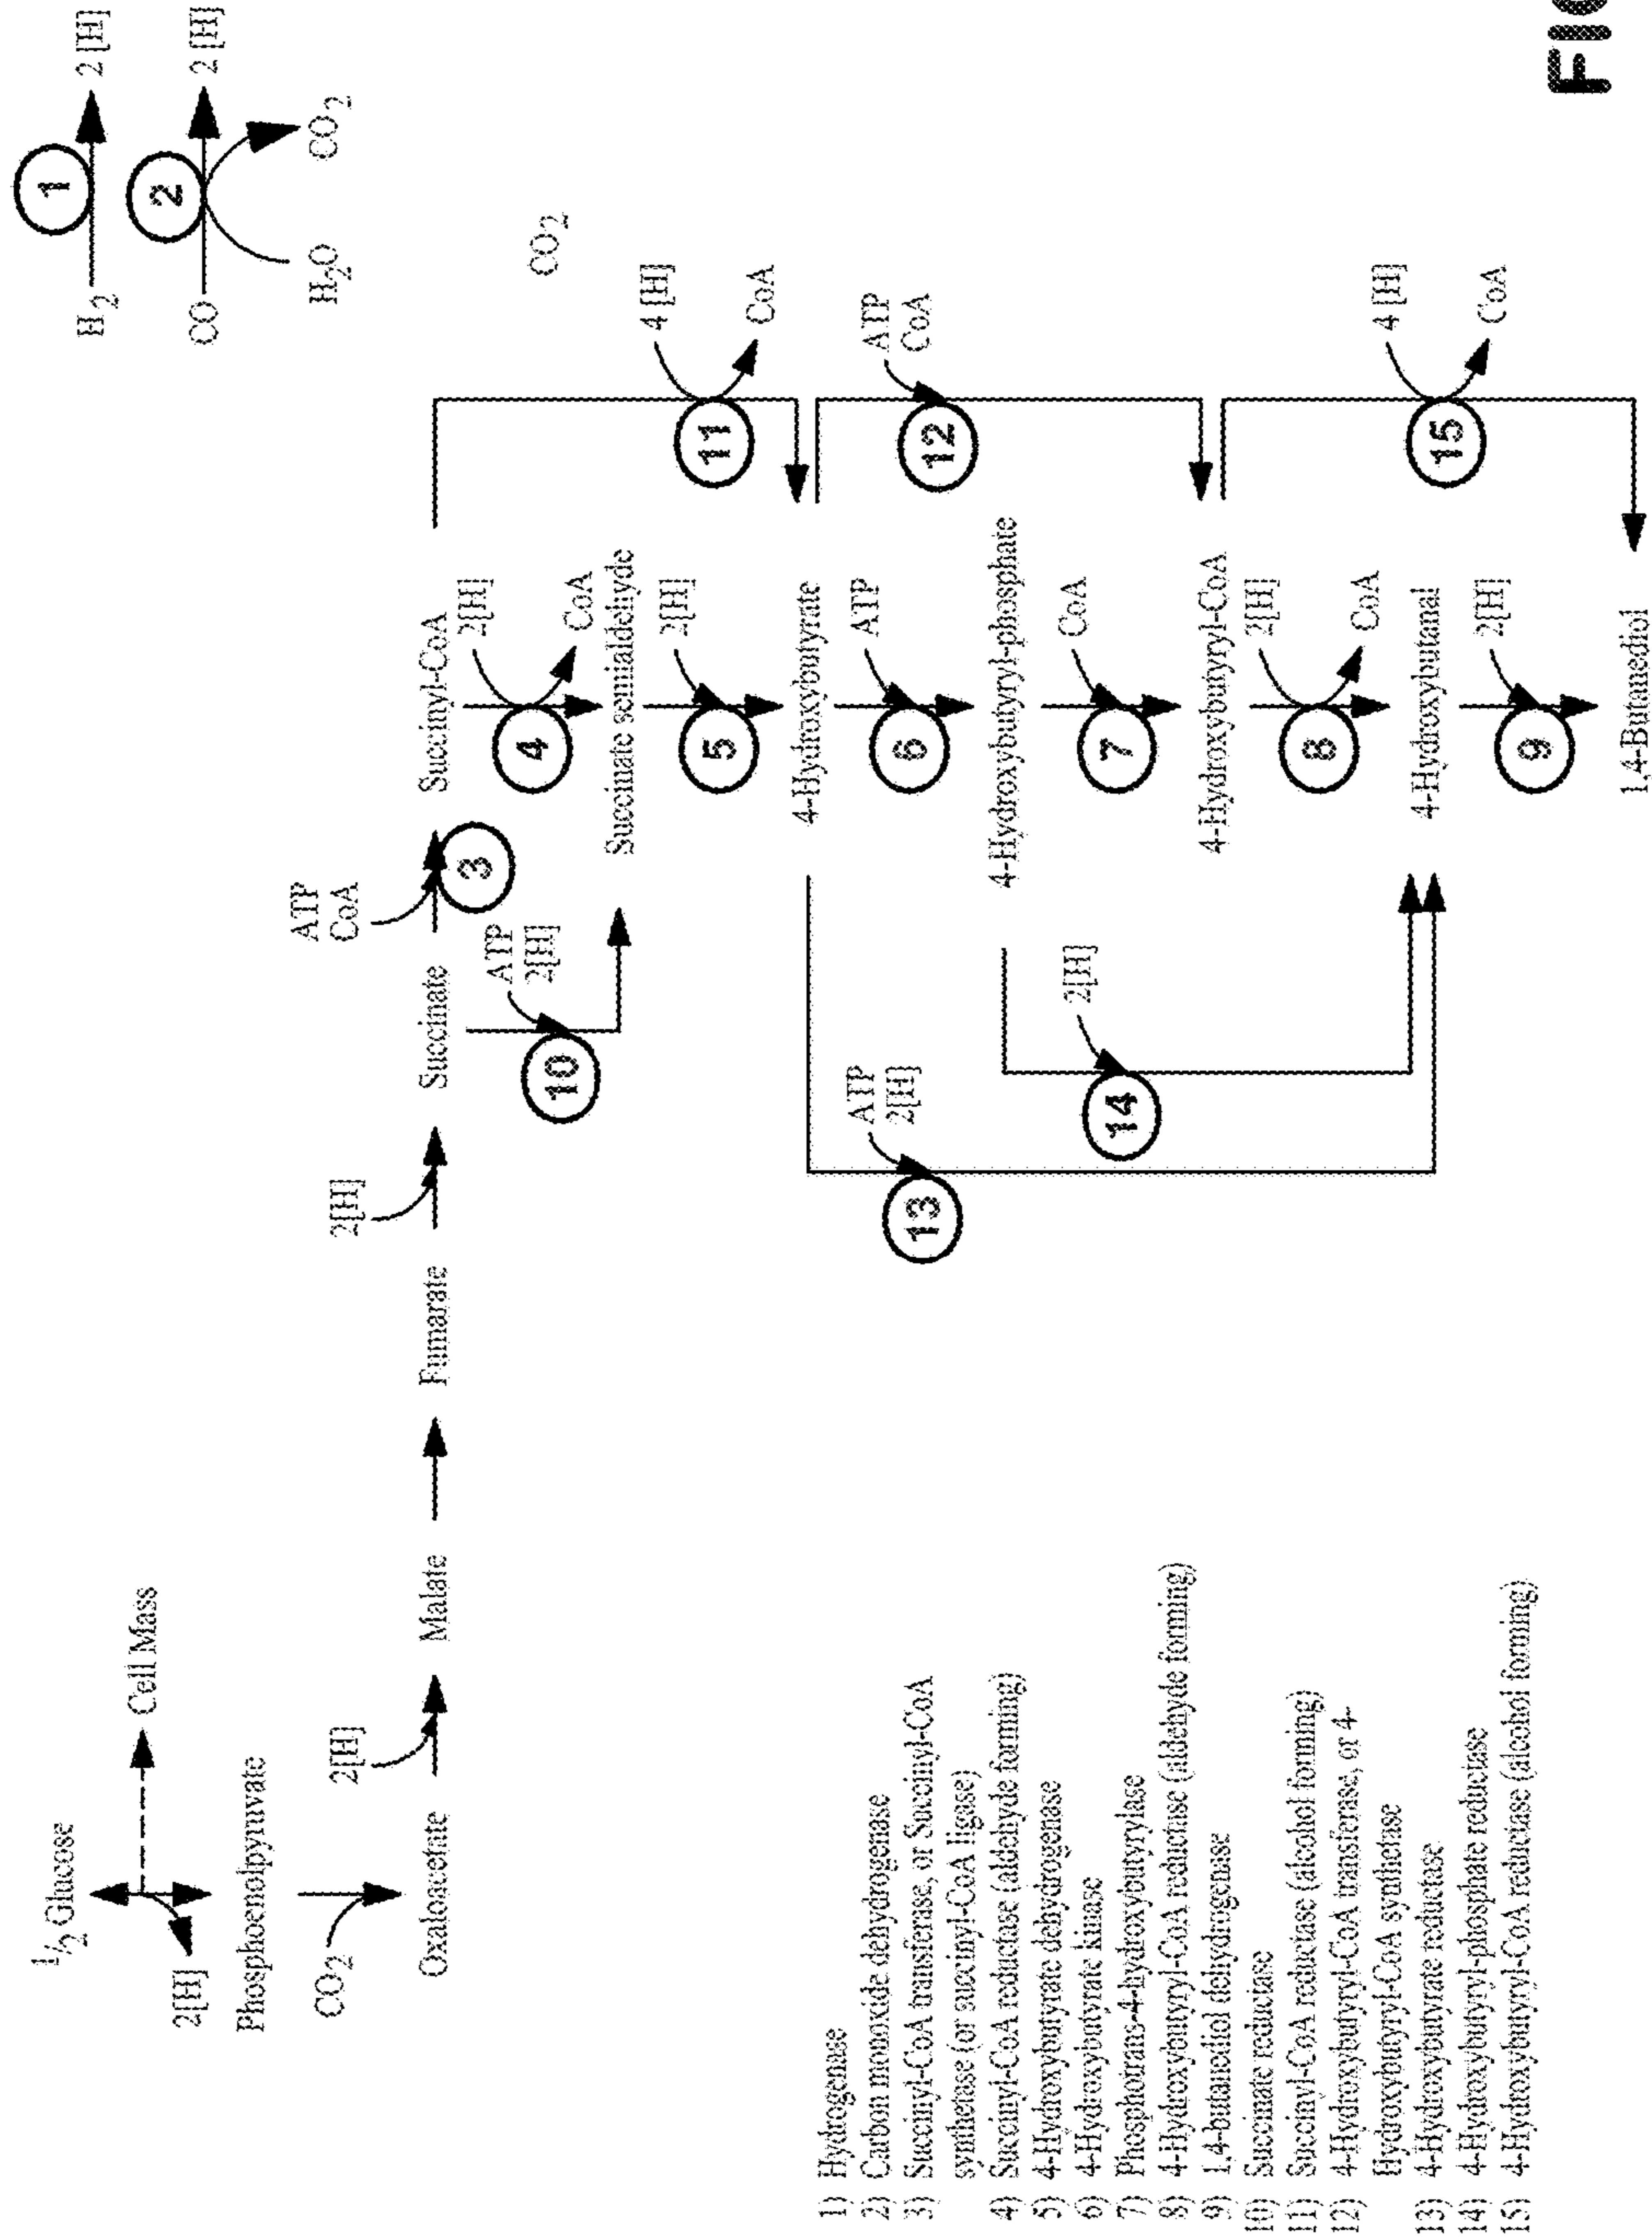 1/2 Glucose
Cell Mass
2[H]
Phosphoenolpyruvate
CO2
Oxaloacetate
2[H]
Malate
Fumarate
2[H]
Succinate
ATP
CoA
3
Succinyl-CoA
H2
1
2 [H]
CO
2
2 [H]
H2O
CO2
CO2
10
ATP
2[H]
4
2[H]
CoA
Succinate semialdehyde
11
4 [H]
CoA
5
2[H]
4-Hydroxybutyrate
13
ATP
2[H]
6
ATP
12
ATP
CoA
4-Hydroxybutyryl-phosphate
14
2[H]
7
CoA
4-Hydroxybutyryl-CoA
8
2[H]
CoA
15
4 [H]
CoA
4-Hydroxybutanal
9
2[H]
1,4-Butanediol
1) Hydrogenase
2) Carbon monoxide dehydrogenase
3) Succinyl-CoA transferase, or Succinyl-CoA
synthetase (or succinyl-CoA ligase)
4) Succinyl-CoA reductase (aldehyde forming)
5) 4-Hydroxybutyrate dehydrogenase
6) 4-Hydroxybutyrate kinase
7) Phosphotrans-4-hydroxybutyrylase
8) 4-Hydroxybutyryl-CoA reductase (aldehyde forming)
9) 1,4-butanediol dehydrogenase
10) Succinate reductase
11) Succinyl-CoA reductase (alcohol forming)
12) 4-Hydroxybutyryl-CoA transferase, or 4-
Hydroxybutyryl-CoA synthetase
13) 4-Hydroxybutyrate reductase
14) 4-Hydroxybutyryl-phosphate reductase
15) 4-Hydroxybutyryl-CoA reductase (alcohol forming)